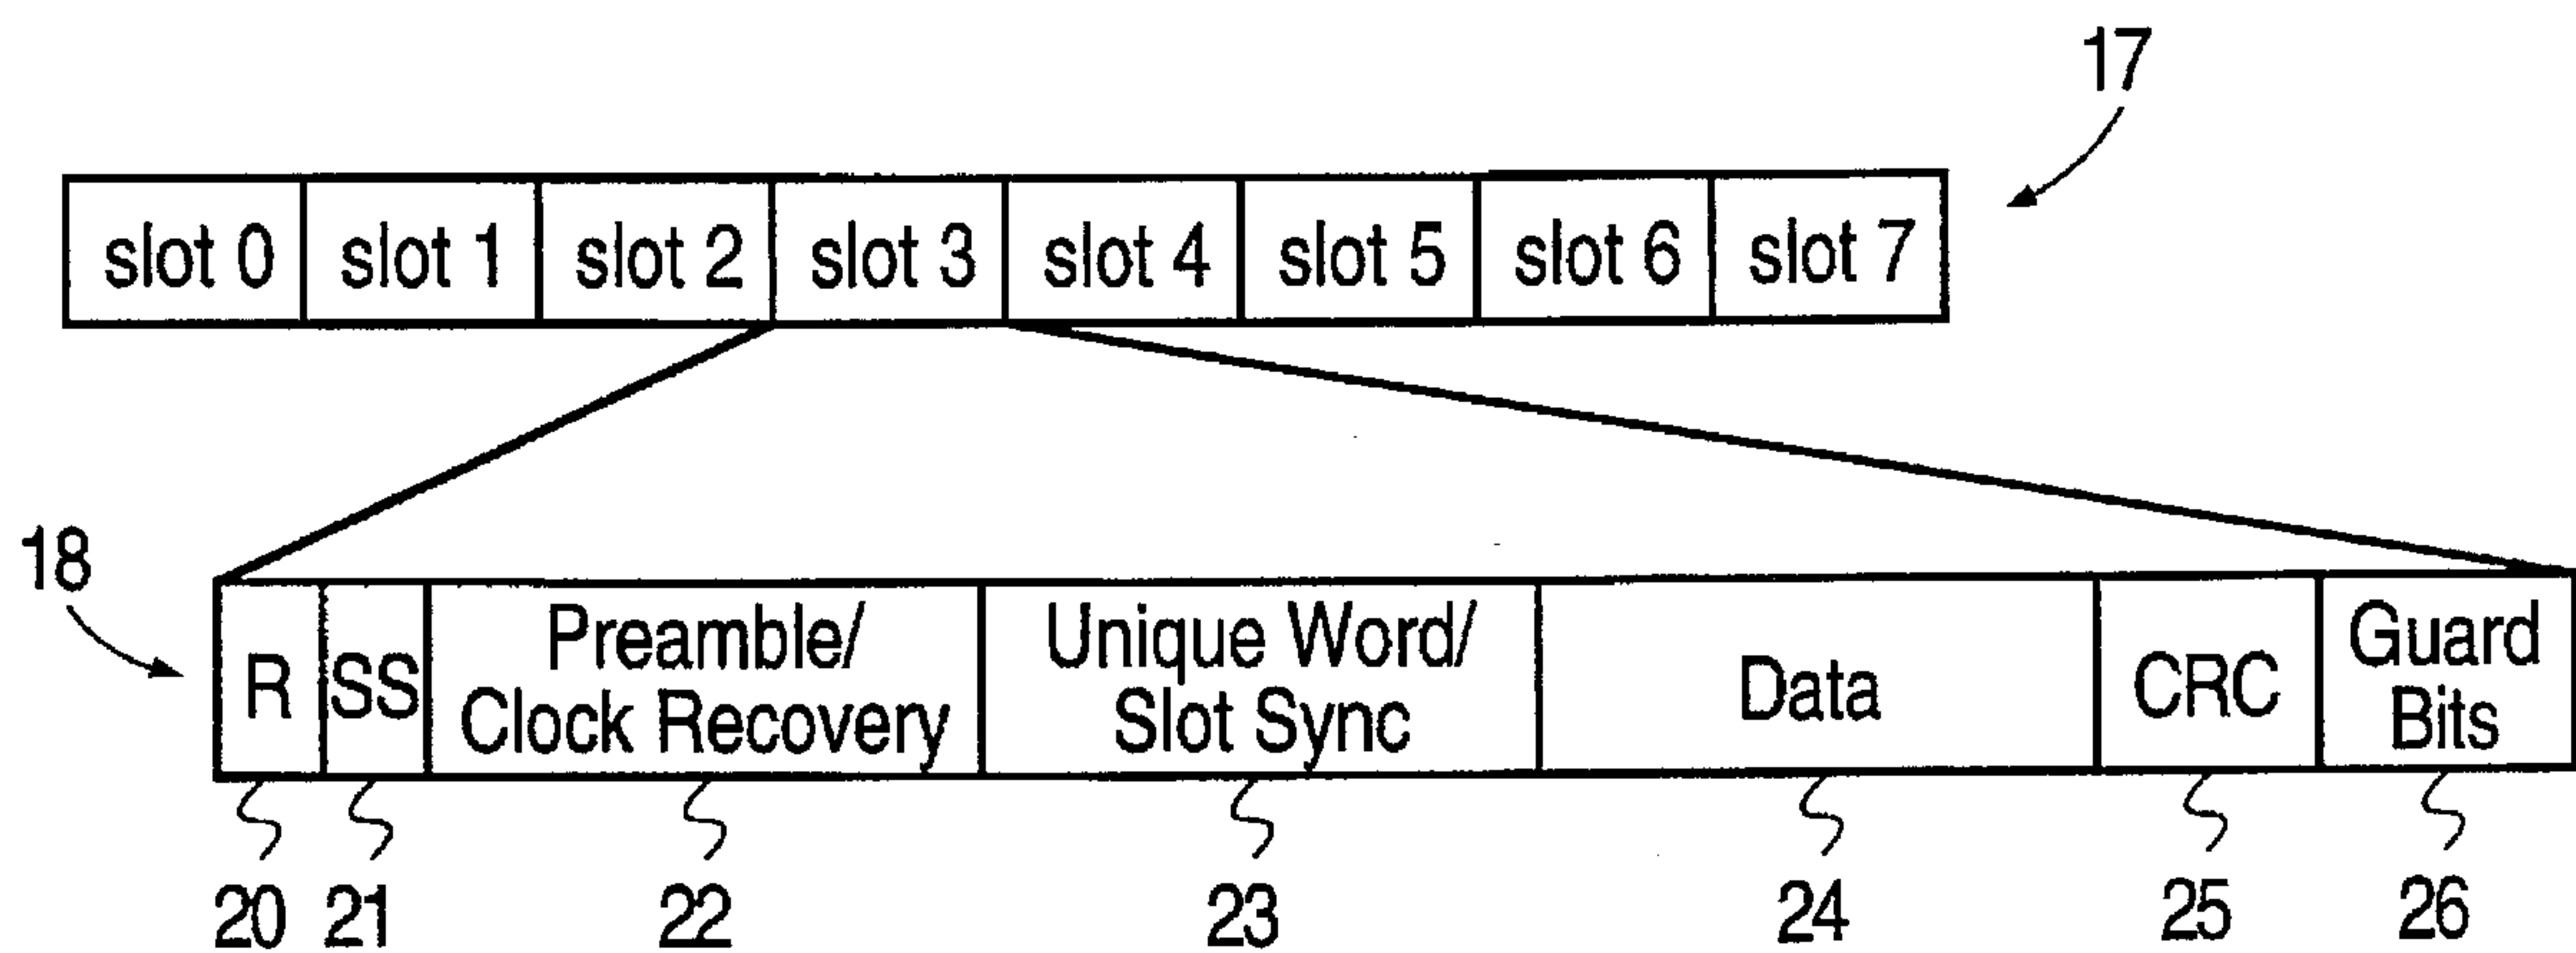 17
slot 0 slot 1 slot 2 slot 3 slot 4 slot 5 slot 6 slot 7
18
R SS Preamble/ Clock Recovery Unique Word/ Slot Sync Data CRC Guard Bits
20 21 22 23 24 25 26